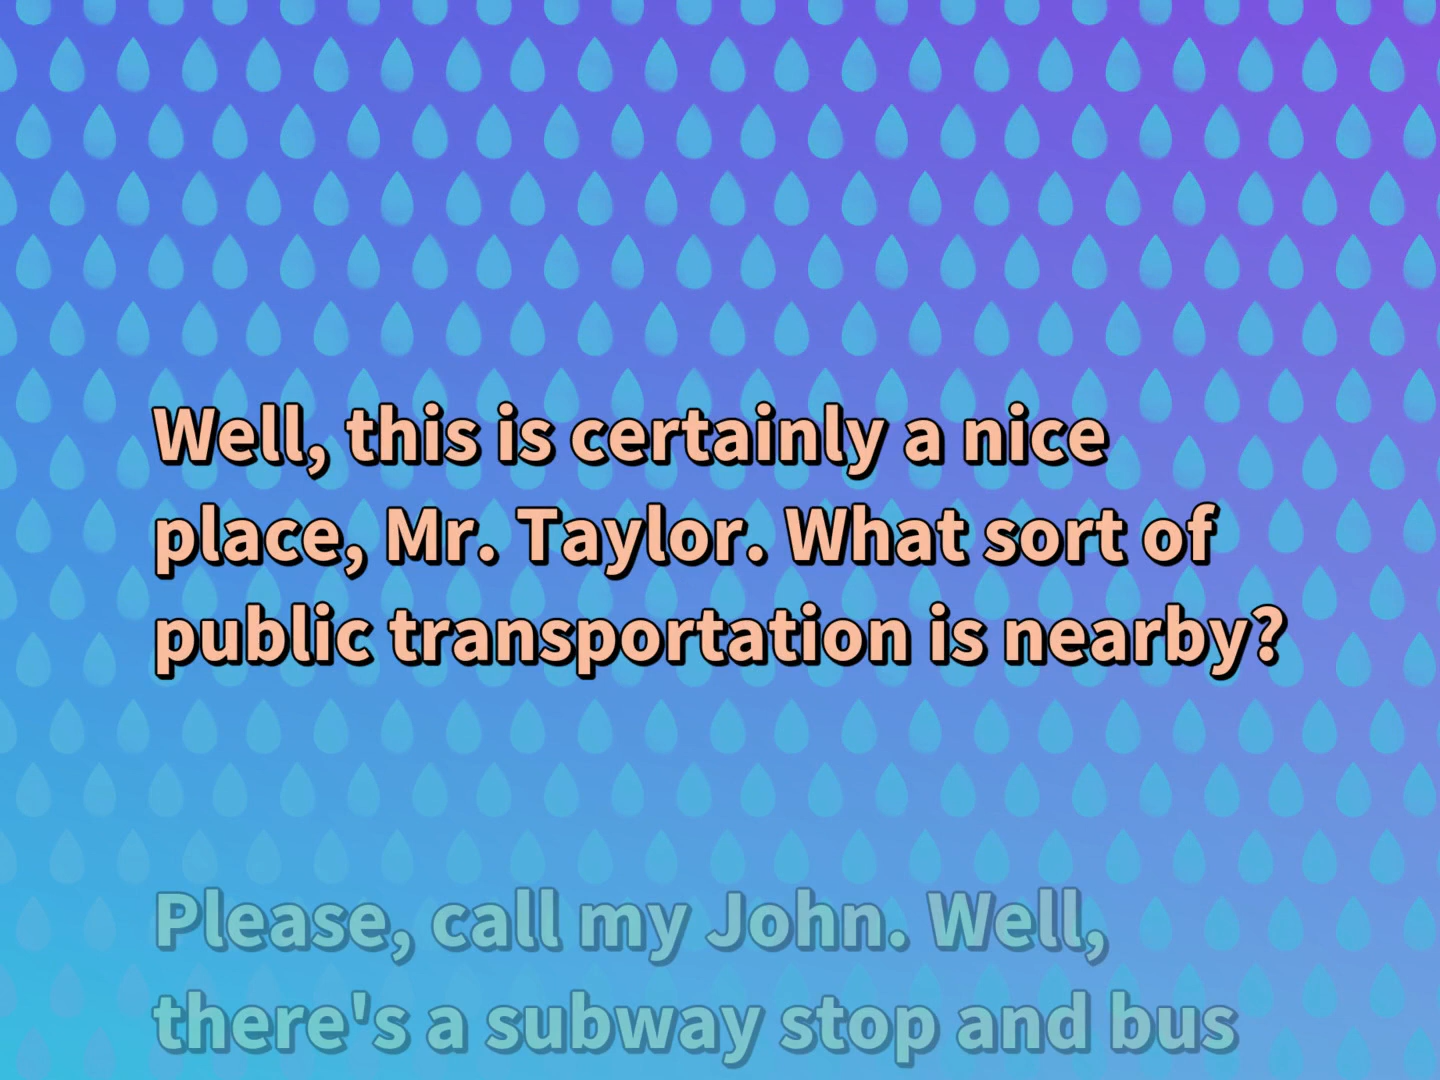 Well, this is certainly a nice
place, Mr. Taylor. What sort of
public transportation is nearby?
Please, call my John. Well,
there's a subway stop and bus